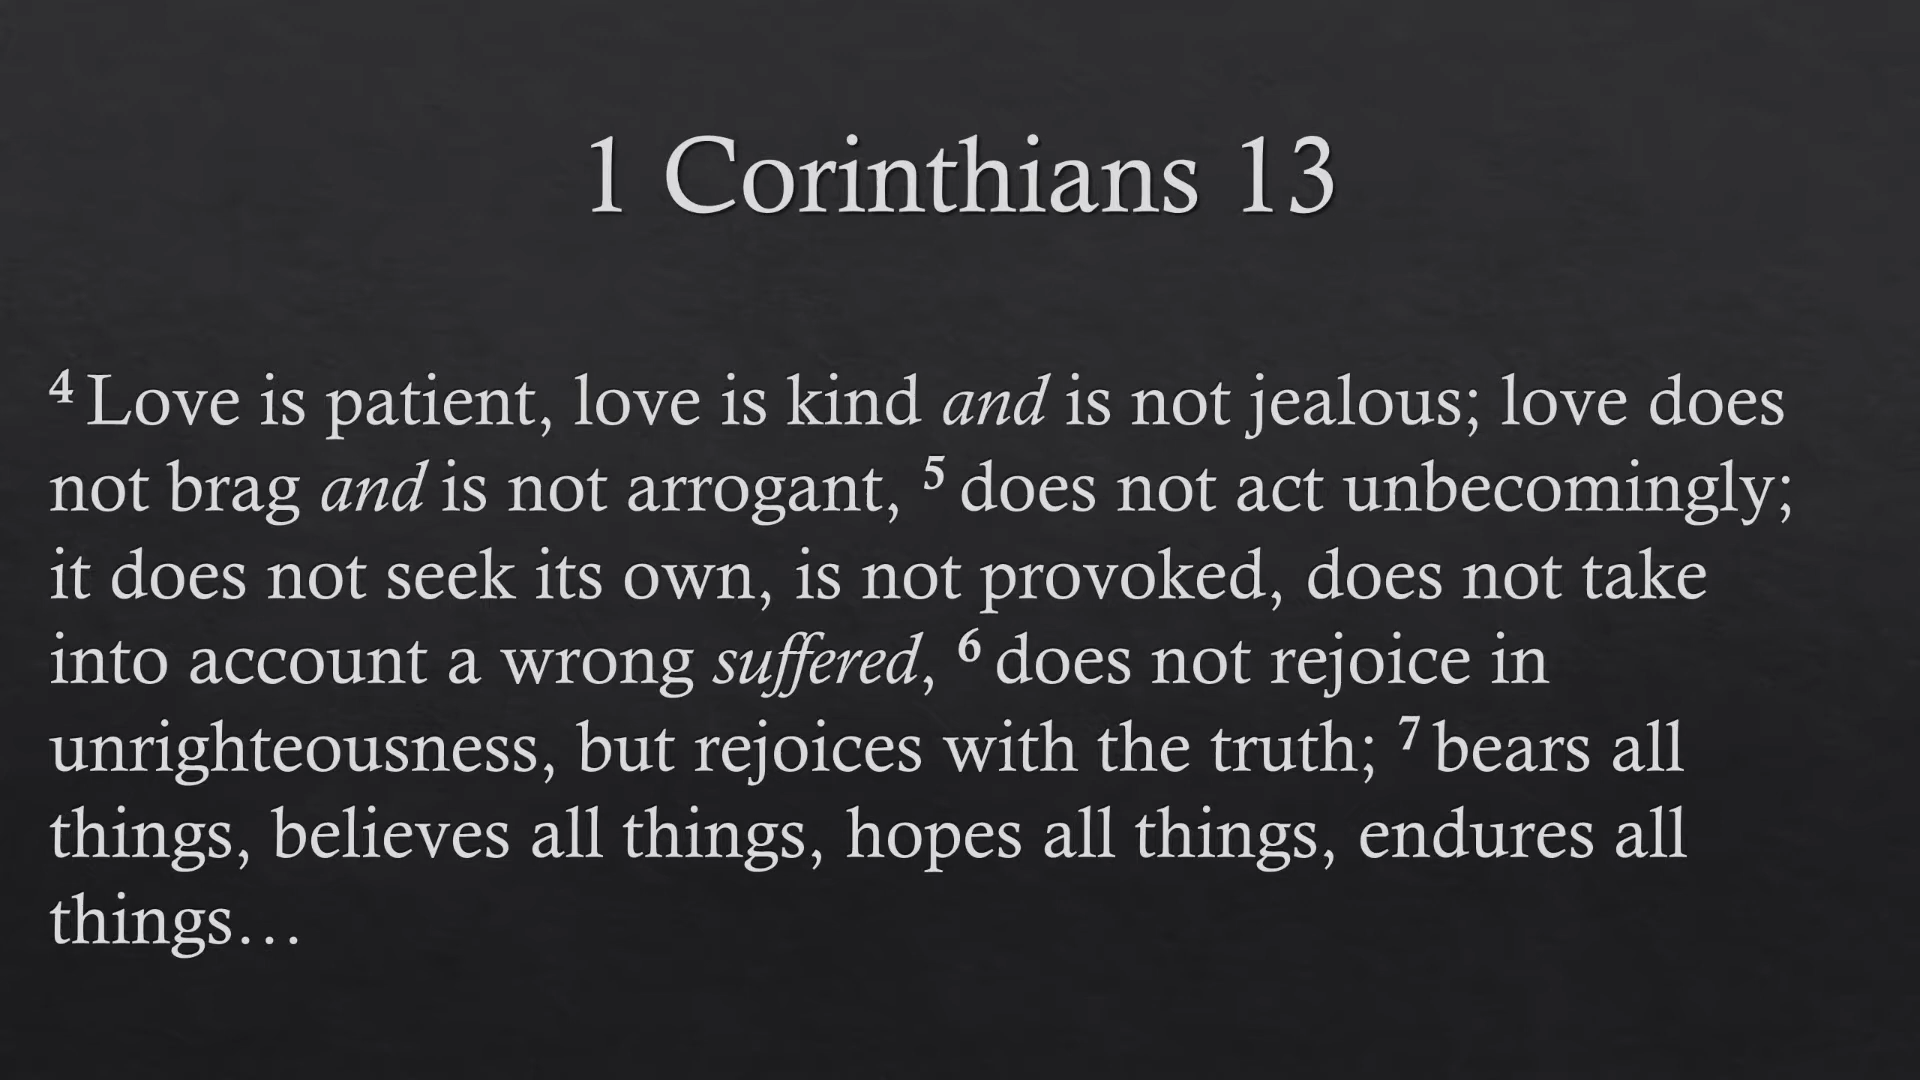 1 Corinthians 13
4 Love is patient, love is kind and is not jealous; love does
not brag and is not arrogant, 5 does not act unbecomingly;
it does not seek its own, is not provoked, does not take
into account a wrong suffered, 6 does not rejoice in
unrighteousness, but rejoices with the truth; 7 bears all
things, believes all things, hopes all things, endures all
things…